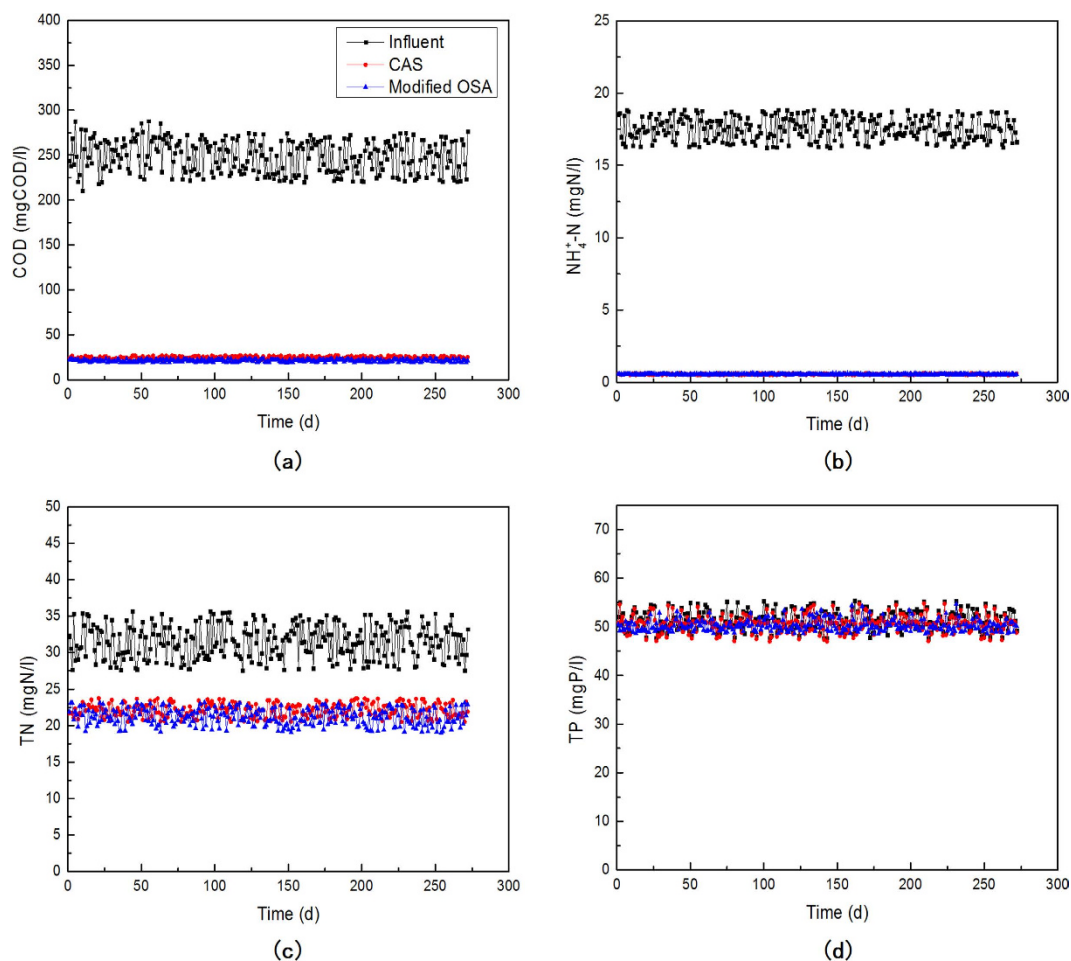 400
350
300
250
200
150
100
50
0
COD (mgCOD/l)
Influent
CAS
Modified OSA
0 50 100 150 200 250 300
Time (d)
(a)
25
20
15
10
5
0
NH₄⁺-N (mgN/l)
0 50 100 150 200 250 300
Time (d)
(b)
50
45
40
35
30
25
20
15
10
5
0
TN (mgN/l)
0 50 100 150 200 250 300
Time (d)
(c)
70
60
50
40
30
20
10
0
TP (mgP/l)
0 50 100 150 200 250 300
Time (d)
(d)